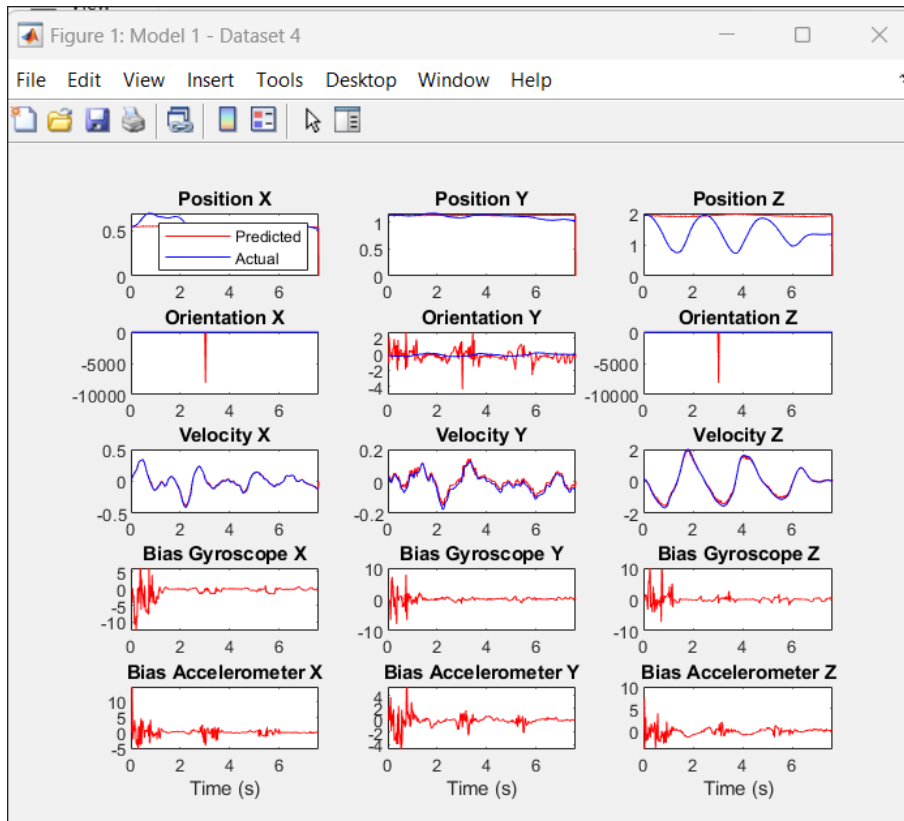 Figure 1: Model 1 - Dataset 4
File Edit View Insert Tools Desktop Window Help
Position X Position Y Position Z
0.5 1 2
Predicted
0.5 1
Actual
0 0 0
0 2 4 6 0 2 4 6 0 2 4 6
Orientation X Orientation Y Orientation Z
0 2 0
-5000 0 -5000
-2
-10000 -4 -10000
0 2 4 6 0 2 4 6 0 2 4 6
Velocity X Velocity Y Velocity Z
0.5 0.2 2
0 0 0
-0.5 -0.2 -2
0 2 4 6 0 2 4 6 0 2 4 6
Bias Gyroscope X Bias Gyroscope Y Bias Gyroscope Z
5 10 10
0 0 0
-5
-10 -10 -10
0 2 4 6 0 2 4 6 0 2 4 6
Bias Accelerometer X Bias Accelerometer Y Bias Accelerometer Z
10 4 10
5 2 5
0 0 0
-2
-5 -4
0 2 4 6 0 2 4 6 0 2 4 6
Time (s) Time (s) Time (s)